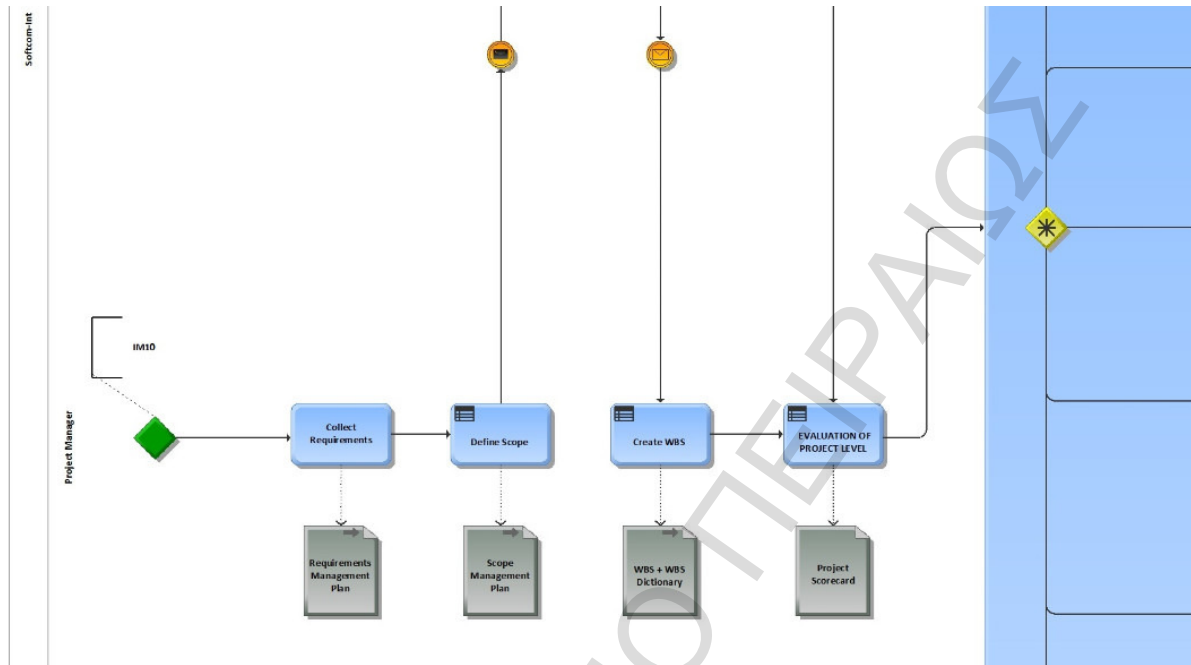 Softcom-Int
Project Manager
IM10
Collect
Requirements
Define Scope
Create WBS
EVALUATION OF
PROJECT LEVEL
Requirements
Management
Plan
Scope
Management
Plan
WBS + WBS
Dictionary
Project
Scorecard
Ο ΠΕΙΡΑΙΩΣ